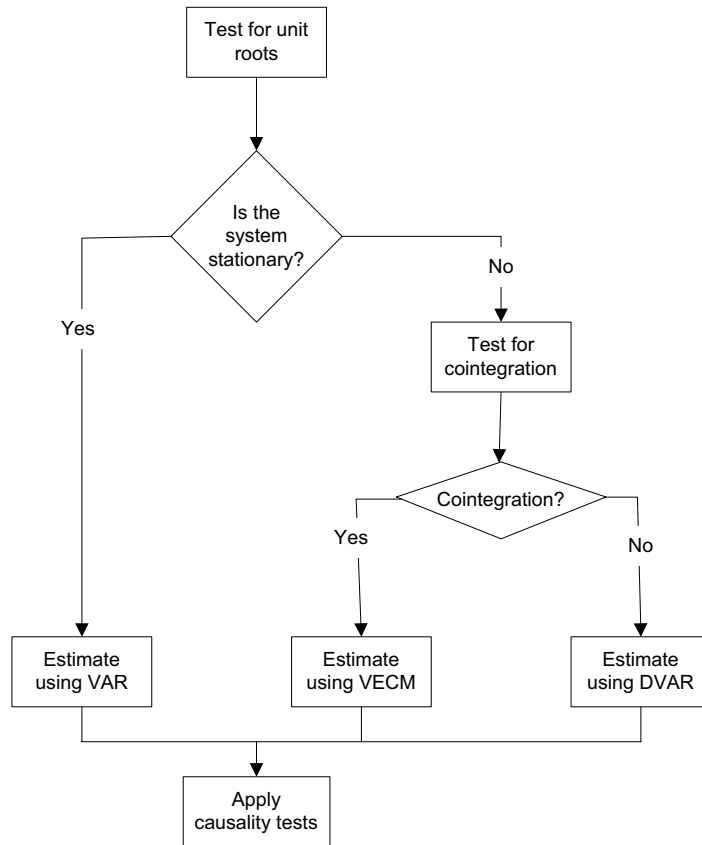 Test for unit
roots
Is the
system
stationary?
Yes
No
Test for
cointegration
Cointegration?
Yes
No
Estimate
using VAR
Estimate
using VECM
Estimate
using DVAR
Apply
causality tests